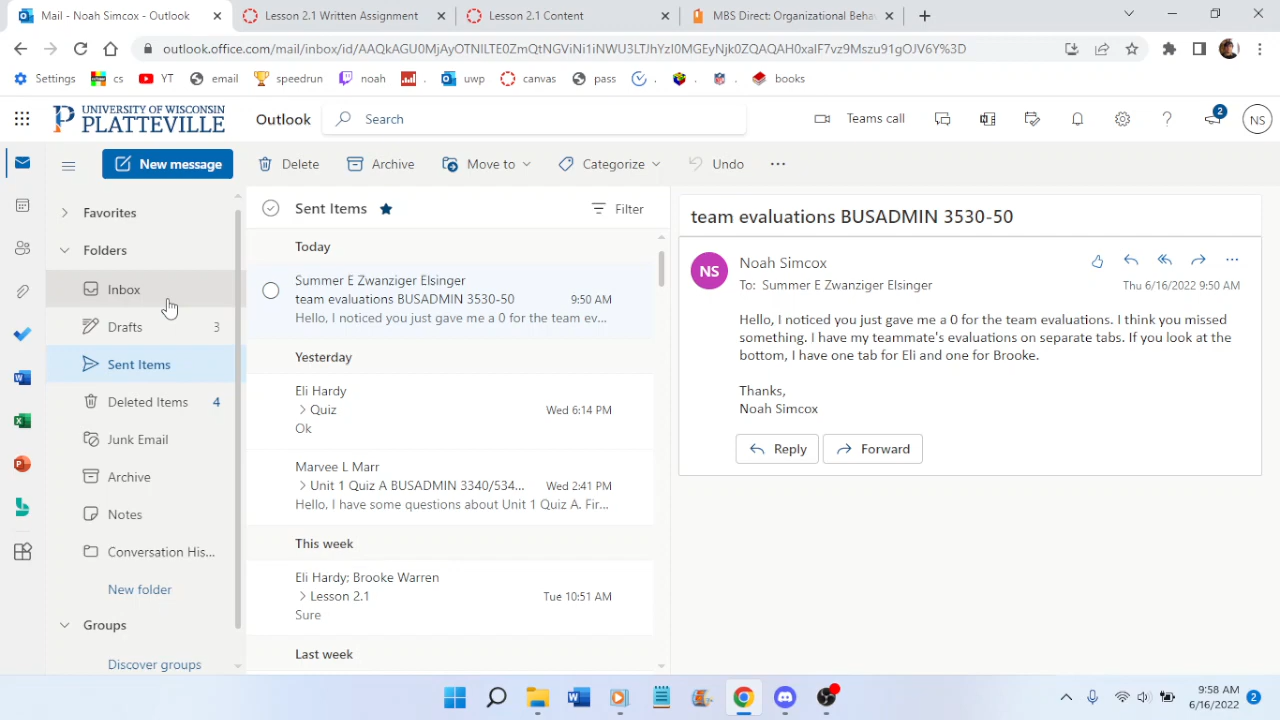 Mail - Noah Simcox - Outlook
Lesson 2.1 Written Assignment
Lesson 2.1 Content
MBS Direct: Organizational Beha
outlook.office.com/mail/inbox/id/AAQkAGU0MjAyOTNlLTE0ZmQtNGViNi1iNWU3LTJhYzI0MGEyNjk0ZQAQAH0xaIF7vz9Mszu91gOJV6Y%3D
Settings
cs
YT
email
speedrun
noah
.
uwp
canvas
pass
.
.
.
books
UNIVERSITY OF WISCONSIN
PLATTEVILLE
Outlook
Search
Teams call
2
NS
New message
Delete
Archive
Move to
Categorize
Undo
Favorites
Folders
Inbox
Drafts 3
Sent Items
Deleted Items 4
Junk Email
Archive
Notes
Conversation His...
New folder
Groups
Discover groups
Sent Items
Filter
Today
Summer E Zwanziger Elsinger
team evaluations BUSADMIN 3530-50 9:50 AM
Hello, I noticed you just gave me a 0 for the team ev...
Yesterday
Eli Hardy
Quiz Wed 6:14 PM
Ok
Marvee L Marr
Unit 1 Quiz A BUSADMIN 3340/534... Wed 2:41 PM
Hello, I have some questions about Unit 1 Quiz A. Fir...
This week
Eli Hardy; Brooke Warren
Lesson 2.1 Tue 10:51 AM
Sure
Last week
team evaluations BUSADMIN 3530-50
NS
Noah Simcox
To: Summer E Zwanziger Elsinger
Thu 6/16/2022 9:50 AM
Hello, I noticed you just gave me a 0 for the team evaluations. I think you missed
something. I have my teammate's evaluations on separate tabs. If you look at the
bottom, I have one tab for Eli and one for Brooke.
Thanks,
Noah Simcox
Reply
Forward
9:58 AM
6/16/2022
2